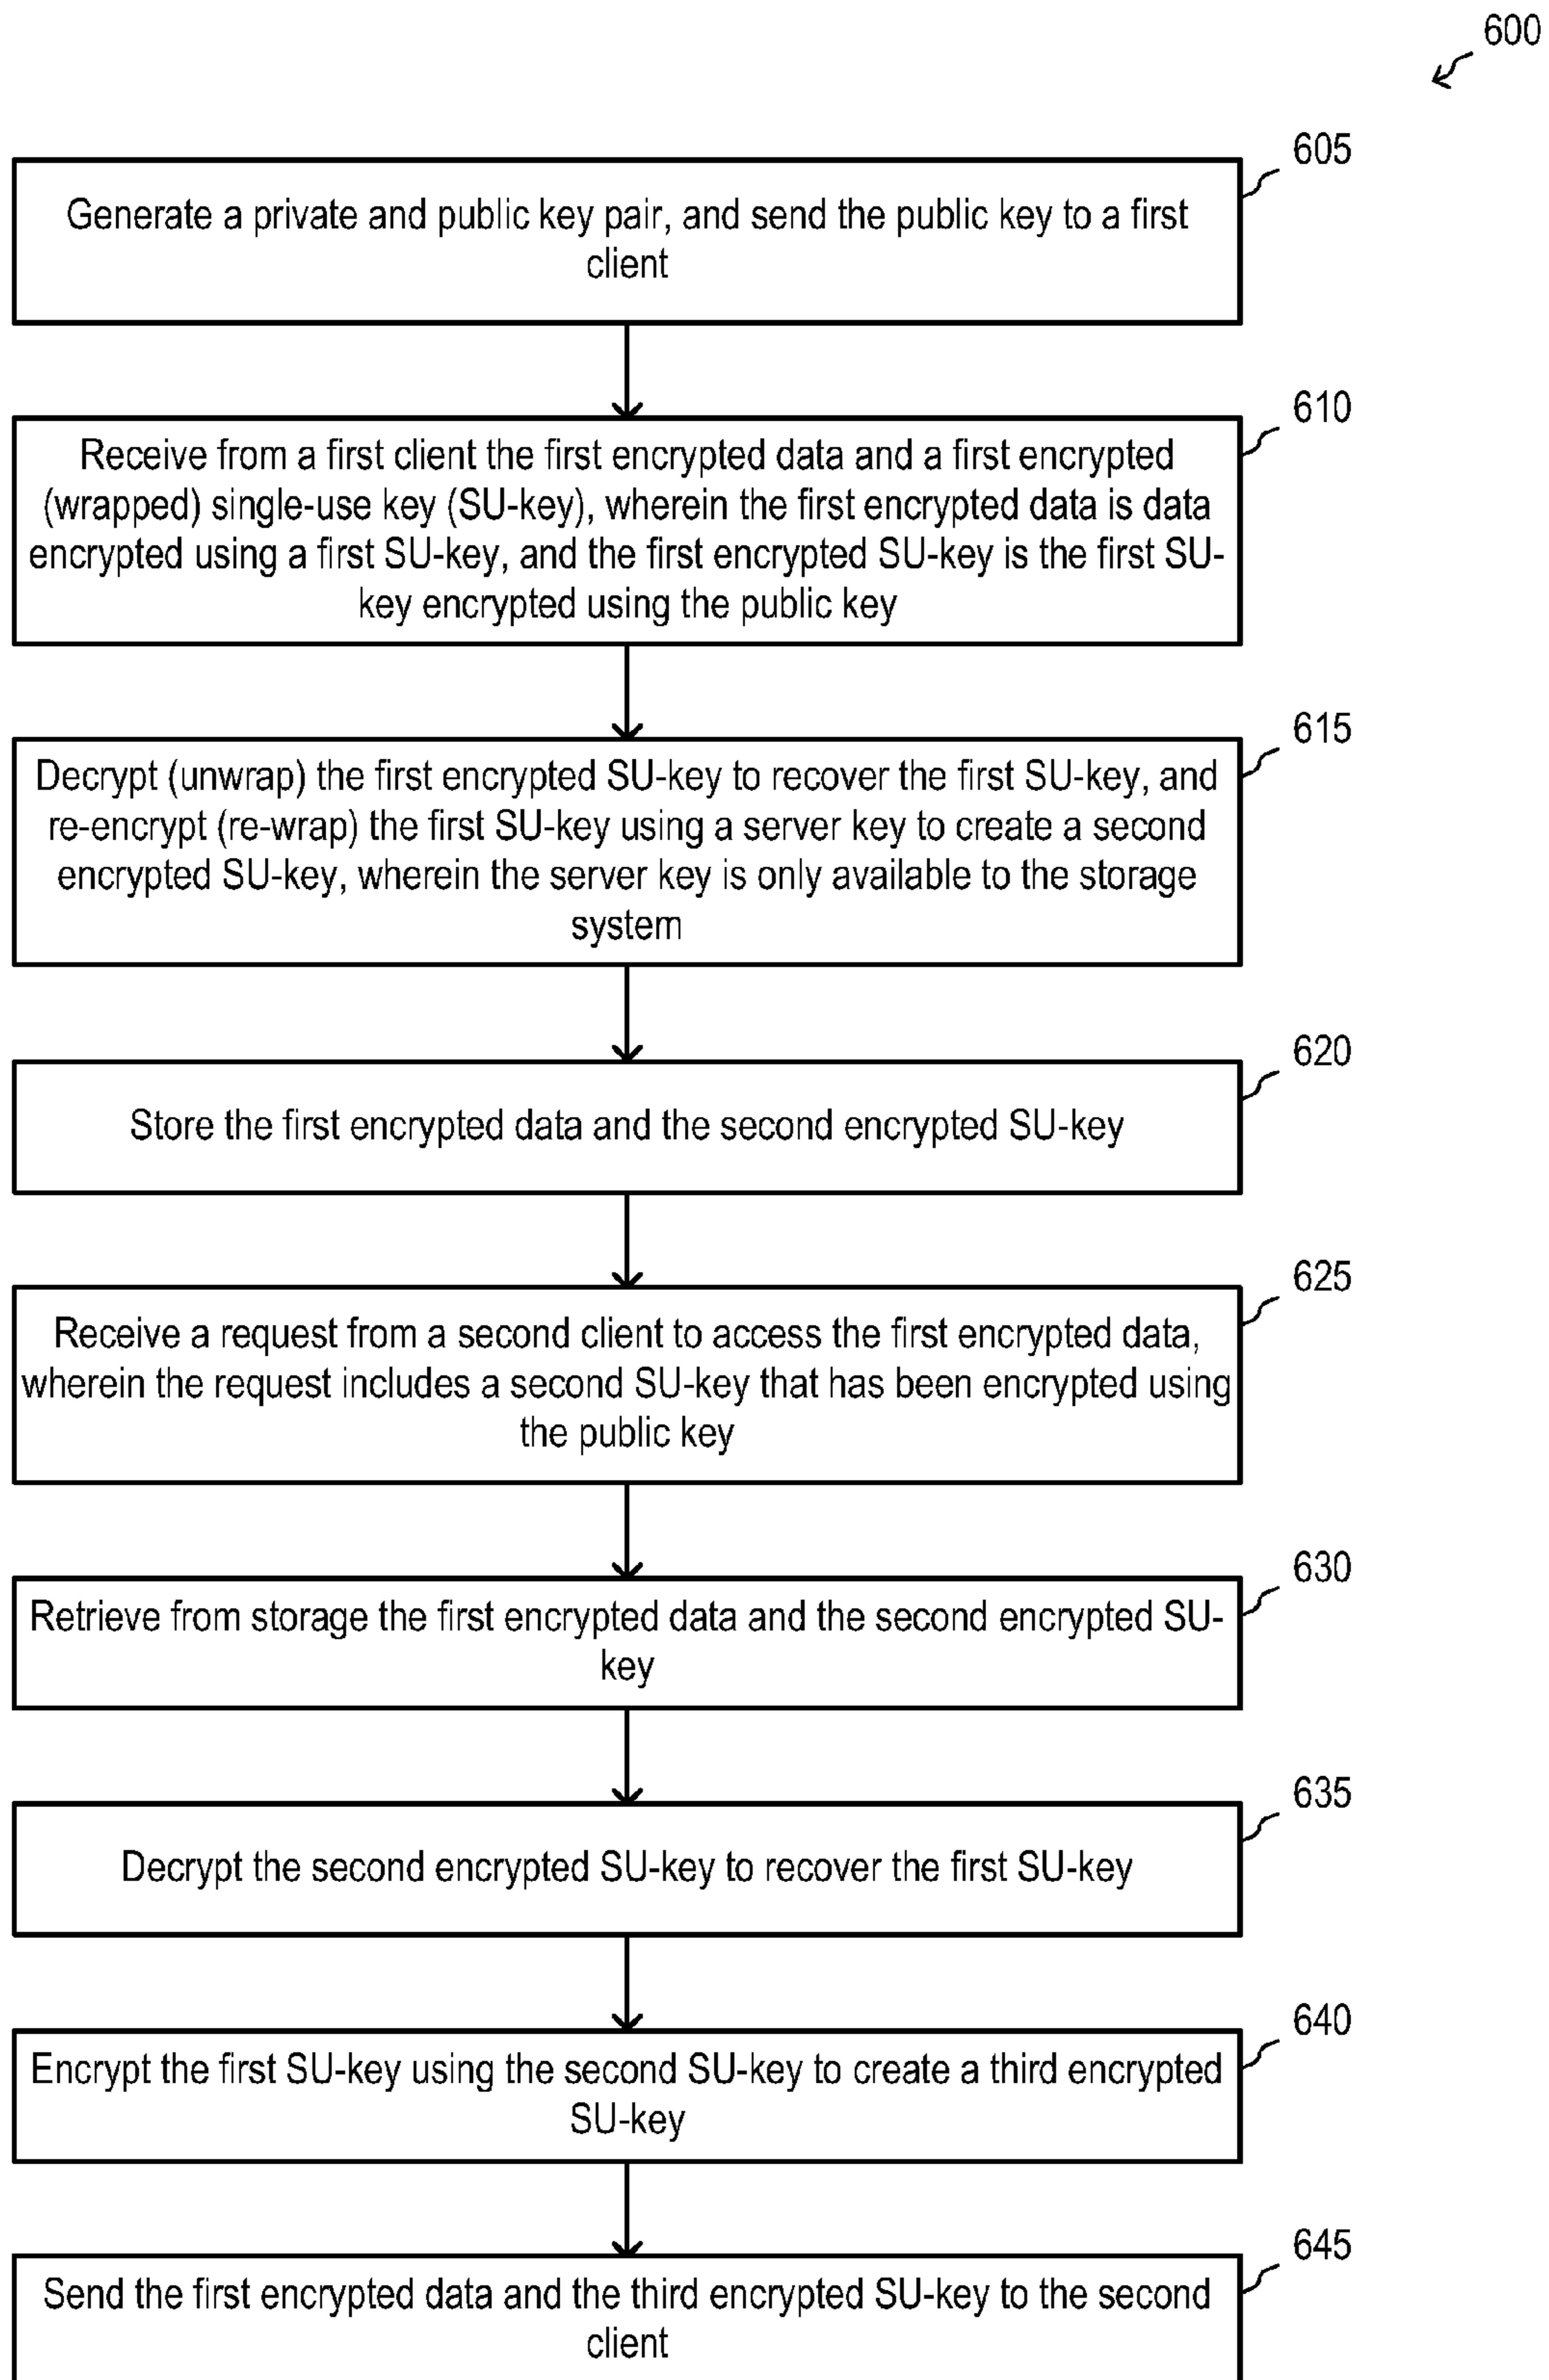 600
605
Generate a private and public key pair, and send the public key to a first
client
610
Receive from a first client the first encrypted data and a first encrypted
(wrapped) single-use key (SU-key), wherein the first encrypted data is data
encrypted using a first SU-key, and the first encrypted SU-key is the first SU-
key encrypted using the public key
615
Decrypt (unwrap) the first encrypted SU-key to recover the first SU-key, and
re-encrypt (re-wrap) the first SU-key using a server key to create a second
encrypted SU-key, wherein the server key is only available to the storage
system
620
Store the first encrypted data and the second encrypted SU-key
625
Receive a request from a second client to access the first encrypted data,
wherein the request includes a second SU-key that has been encrypted using
the public key
630
Retrieve from storage the first encrypted data and the second encrypted SU-
key
635
Decrypt the second encrypted SU-key to recover the first SU-key
640
Encrypt the first SU-key using the second SU-key to create a third encrypted
SU-key
645
Send the first encrypted data and the third encrypted SU-key to the second
client